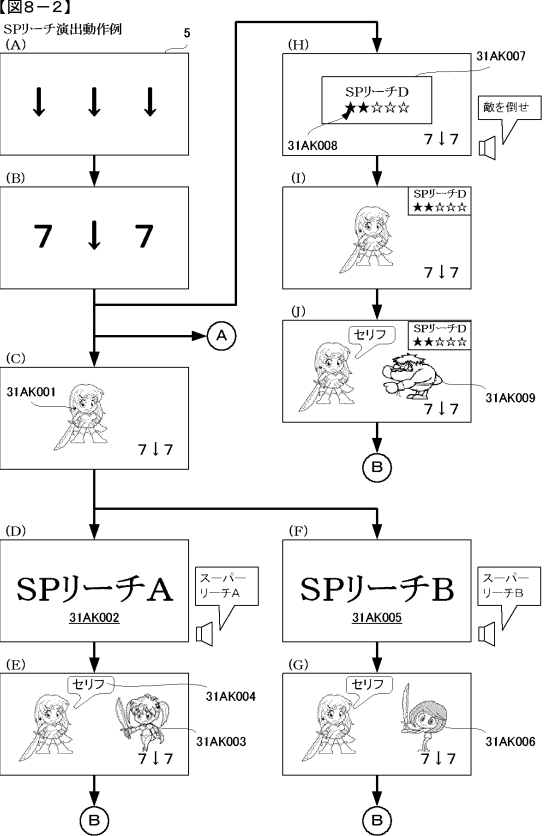 【図8-2】
SPリーチ演出動作例
(A)
5
↓ ↓ ↓
(B)
7 ↓ 7
A
(C)
31AK001
7↓7
(D)
SPリーチA
31AK002
スーパー
リーチA
(E)
セリフ
31AK004
31AK003
7↓7
B
(F)
SPリーチB
31AK005
スーパー
リーチB
(G)
セリフ
31AK006
7↓7
B
(H)
31AK007
SPリーチD
★★☆☆☆
31AK008
7↓7
敵を倒せ
(I)
SPリーチD
★★☆☆☆
7↓7
(J)
セリフ
SPリーチD
★★☆☆☆
31AK009
7↓7
B